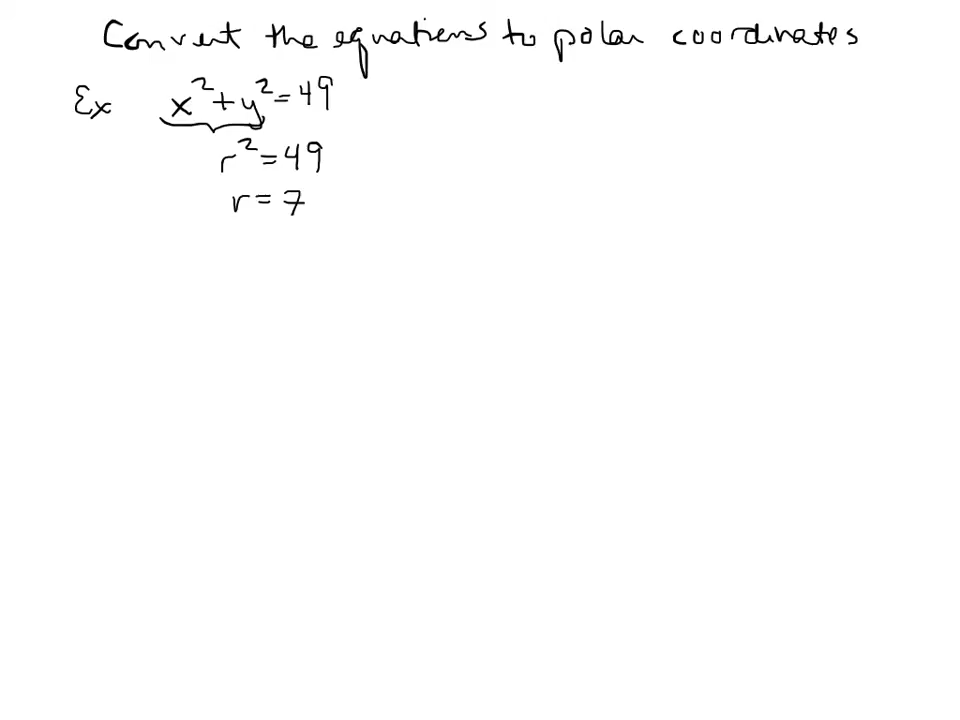 Convert the equations to polar coordinates
Ex x²+y²=49
r²=49
r=7